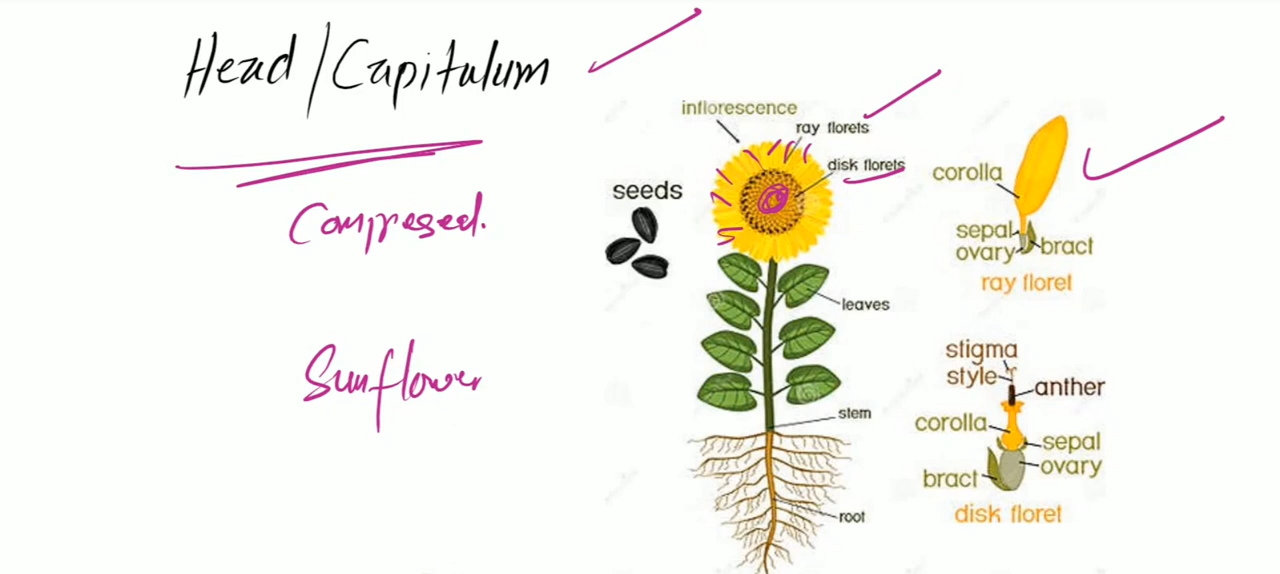 Head/Capitulum
Compresed.
Sunflower
inflorescence
ray florets
disk florets
seeds
leaves
stem
root
corolla
sepal
ovary
bract
ray floret
stigma
style
anther
corolla
sepal
ovary
bract
disk floret